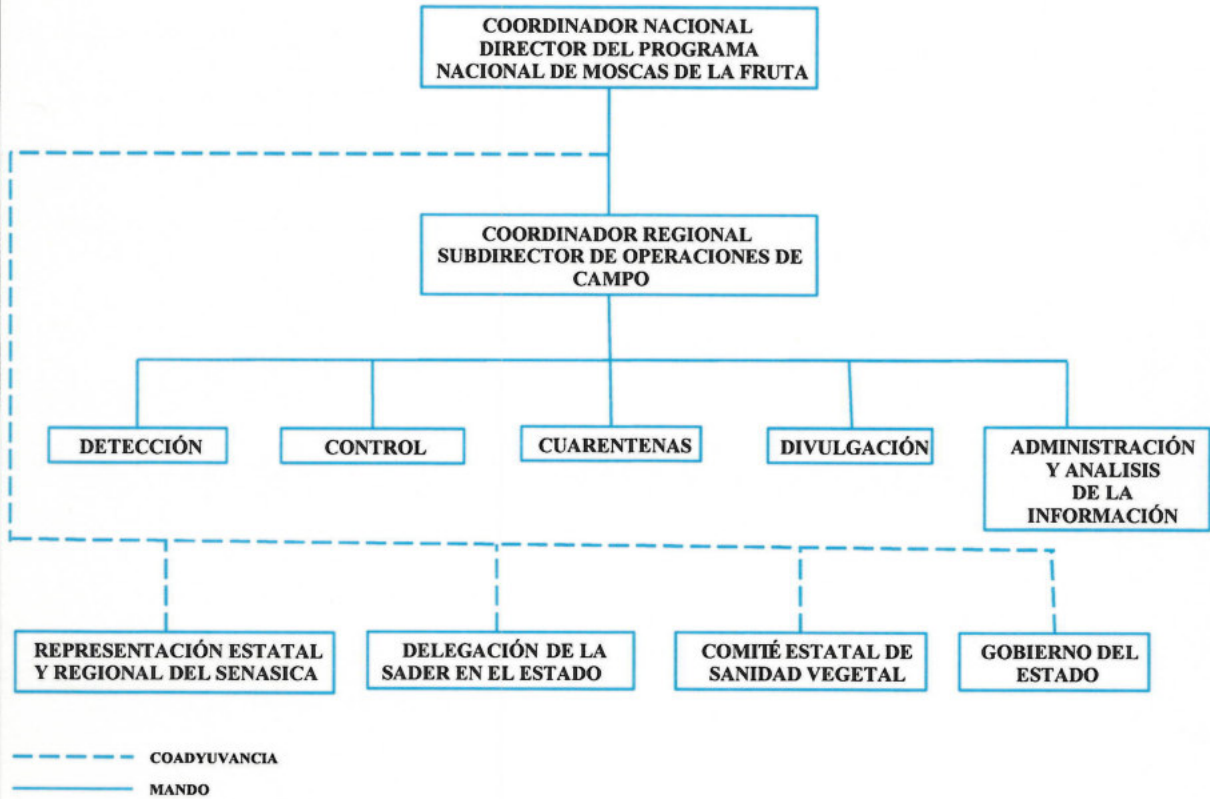 COORDINADOR NACIONAL
DIRECTOR DEL PROGRAMA
NACIONAL DE MOSCAS DE LA FRUTA
COORDINADOR REGIONAL
SUBDIRECTOR DE OPERACIONES DE
CAMPO
DETECCIÓN
CONTROL
CUARENTENAS
DIVULGACIÓN
ADMINISTRACIÓN
Y ANALISIS
DE LA
INFORMACIÓN
REPRESENTACIÓN ESTATAL
Y REGIONAL DEL SENASICA
DELEGACIÓN DE LA
SADER EN EL ESTADO
COMITÉ ESTATAL DE
SANIDAD VEGETAL
GOBIERNO DEL
ESTADO
COADYUVANCIA
MANDO